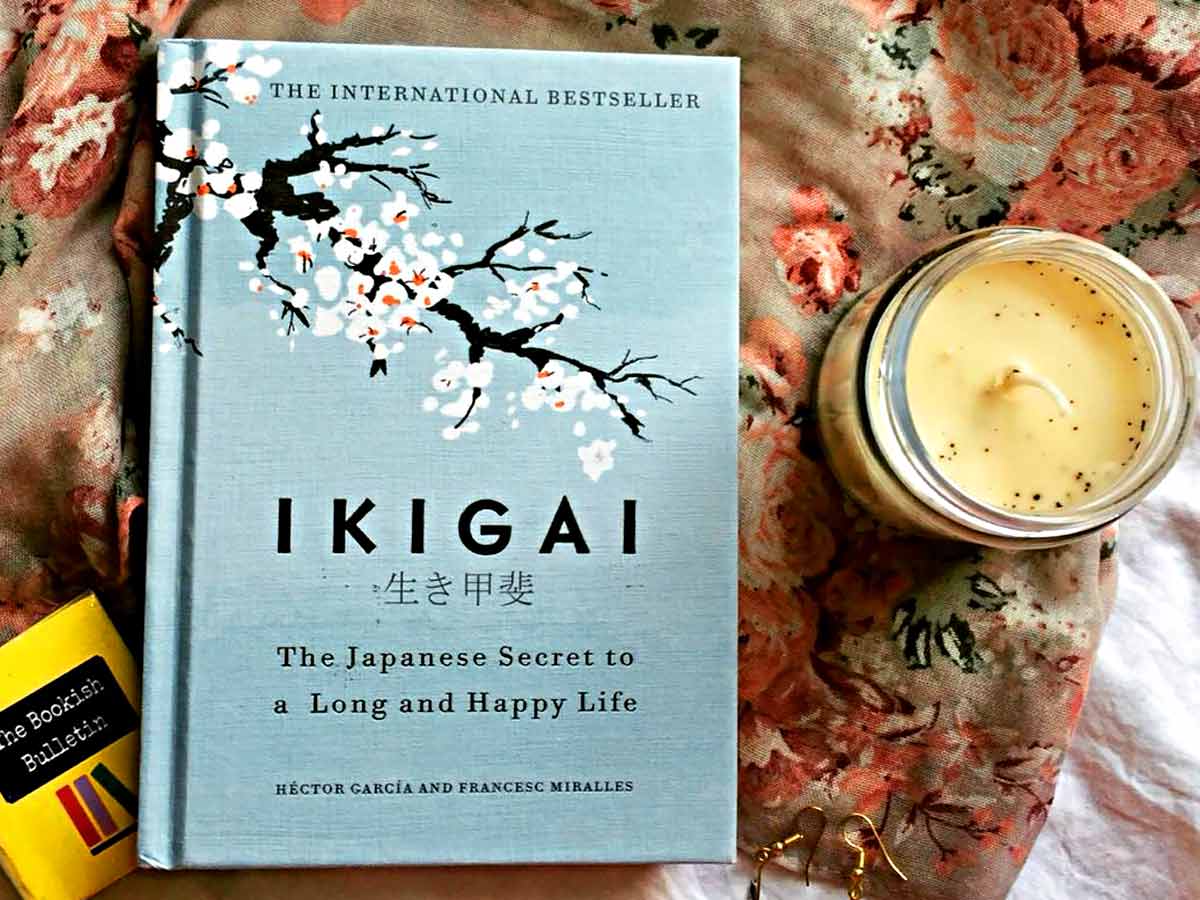 THE INTERNATIONAL BESTSELLER
IKIGAI
生き甲斐
The Japanese Secret to
a Long and Happy Life
HÉCTOR GARCÍA AND FRANCESC MIRALLES
The Bookish
Bulletin